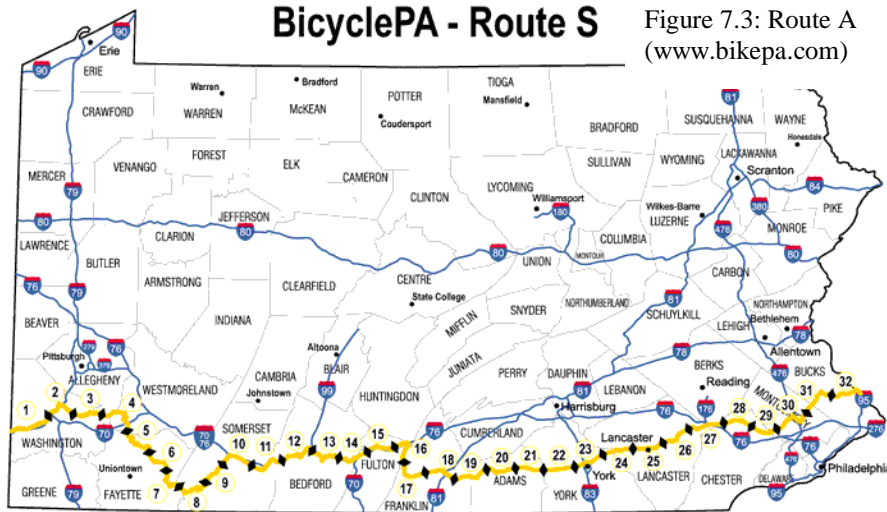 BicyclePA - Route S
Figure 7.3: Route A
(www.bikepa.com)
90
Erie
90
ERIE
Warren
Bradford
TIOGA
POTTER
Mansfield
81
CRAWFORD
WARREN
McKEAN
Coudersport
SUSQUEHANNA
WAYNE
BRADFORD
Honesdale
FOREST
ELK
SULLIVAN
WYOMING
LACKAWANNA
VENANGO
MERCER
CAMERON
Scranton
79
CLINTON
LYCOMING
84
Williamsport
Wilkes-Barre
380
PIKE
JEFFERSON
180
LUZERNE
80
80
476
MONROE
CLARION
COLUMBIA
LAWRENCE
80
80
BUTLER
UNION
MONTOUR
CENTRE
CARBON
76
79
ARMSTRONG
CLEARFIELD
State College
NORTHUMBERLAND
81
NORTHAMPTON
SNYDER
SCHUYLKILL
BEAVER
INDIANA
MIFFLIN
LEHIGH
Bethlehem
78
279
76
Altoona
JUNIATA
Allentown
Pittsburgh
376
BLAIR
PERRY
DAUPHIN
78
BERKS
476
BUCKS
ALLEGHENY
WESTMORELAND
CAMBRIA
99
HUNTINGDON
81
LEBANON
Reading
31
32
Johnstown
Harrisburg
76
176
MONTGOMERY
95
1
2
3
4
76
28
29
30
WASHINGTON
70
5
70
76
SOMERSET
12
13
14
15
16
CUMBERLAND
23
Lancaster
26
27
76
76
276
6
10
11
FULTON
18
19
20
21
22
24
25
476
Uniontown
BEDFORD
70
17
ADAMS
York
LANCASTER
CHESTER
DELAWARE
Philadelphia
GREENE
79
FAYETTE
7
8
9
FRANKLIN
81
YORK
83
95